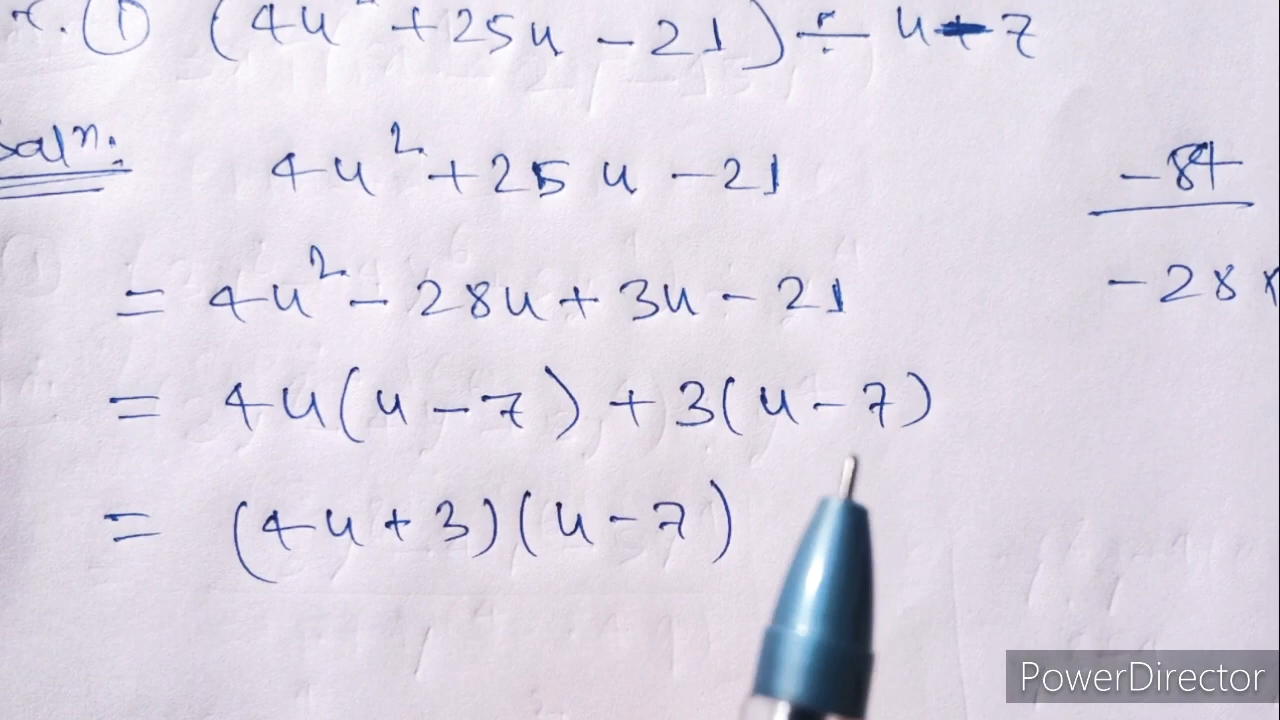 r. ① (4u² + 25u - 21) ÷ u - 7
Soln:
4u² + 25u - 21
-84
= 4u² - 28u + 3u - 21
-28 x
= 4u(u - 7) + 3(u - 7)
= (4u + 3)(u - 7)
PowerDirector